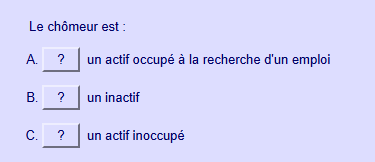 Le chômeur est :
A. ? un actif occupé à la recherche d'un emploi
B. ? un inactif
C. ? un actif inoccupé